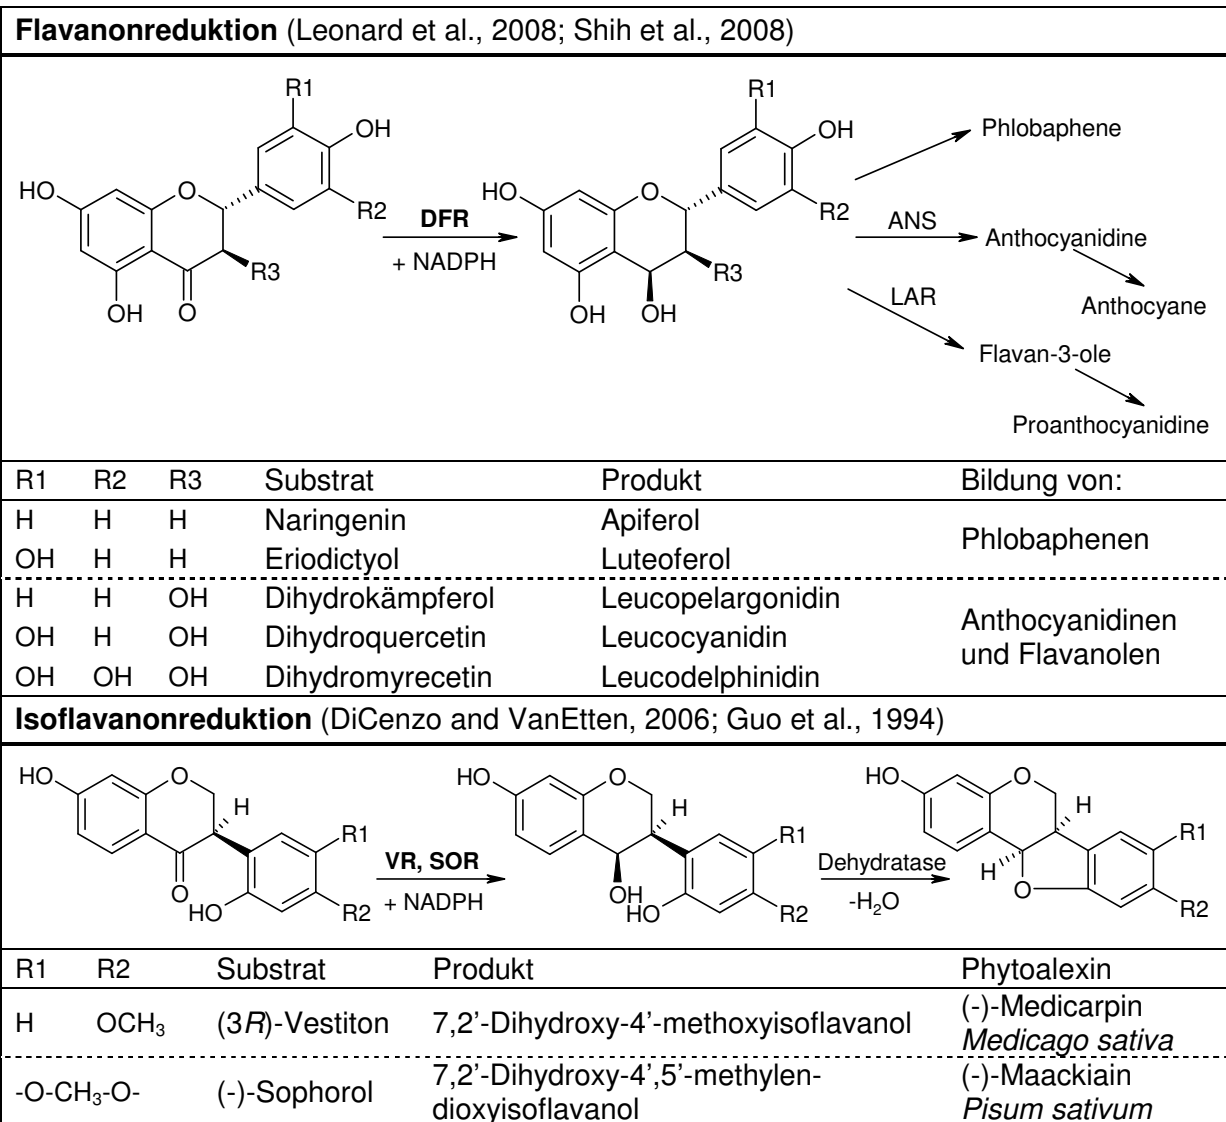 Flavanonreduktion (Leonard et al., 2008; Shih et al., 2008)
R1
OH
HO
O
R2
R3
OH
O
DFR
+ NADPH
R1
OH
HO
O
R2
R3
OH
OH
Phlobaphene
ANS
Anthocyanidine
Anthocyane
LAR
Flavan-3-ole
Proanthocyanidine
R1 R2 R3 Substrat Produkt Bildung von:
H H H Naringenin Apiferol
OH H H Eriodictyol Luteoferol
Phlobaphenen
H H OH Dihydrokämpferol Leucopelargonidin
OH H OH Dihydroquercetin Leucocyanidin
OH OH OH Dihydromyrecetin Leucodelphinidin
Anthocyanidinen
und Flavanolen
Isoflavanonreduktion (DiCenzo and VanEtten, 2006; Guo et al., 1994)
HO
O
H
R1
O
HO
R2
VR, SOR
+ NADPH
HO
O
H
R1
OH
HO
R2
Dehydratase
-H₂O
HO
O
H
R1
H
O
R2
R1 R2 Substrat Produkt Phytoalexin
H OCH₃ (3R)-Vestiton 7,2'-Dihydroxy-4'-methoxyisoflavanol
(-)-Medicarpin
Medicago sativa
-O-CH₃-O- (-)-Sophorol
7,2'-Dihydroxy-4',5'-methylen-
dioxyisoflavanol
(-)-Maackiain
Pisum sativum